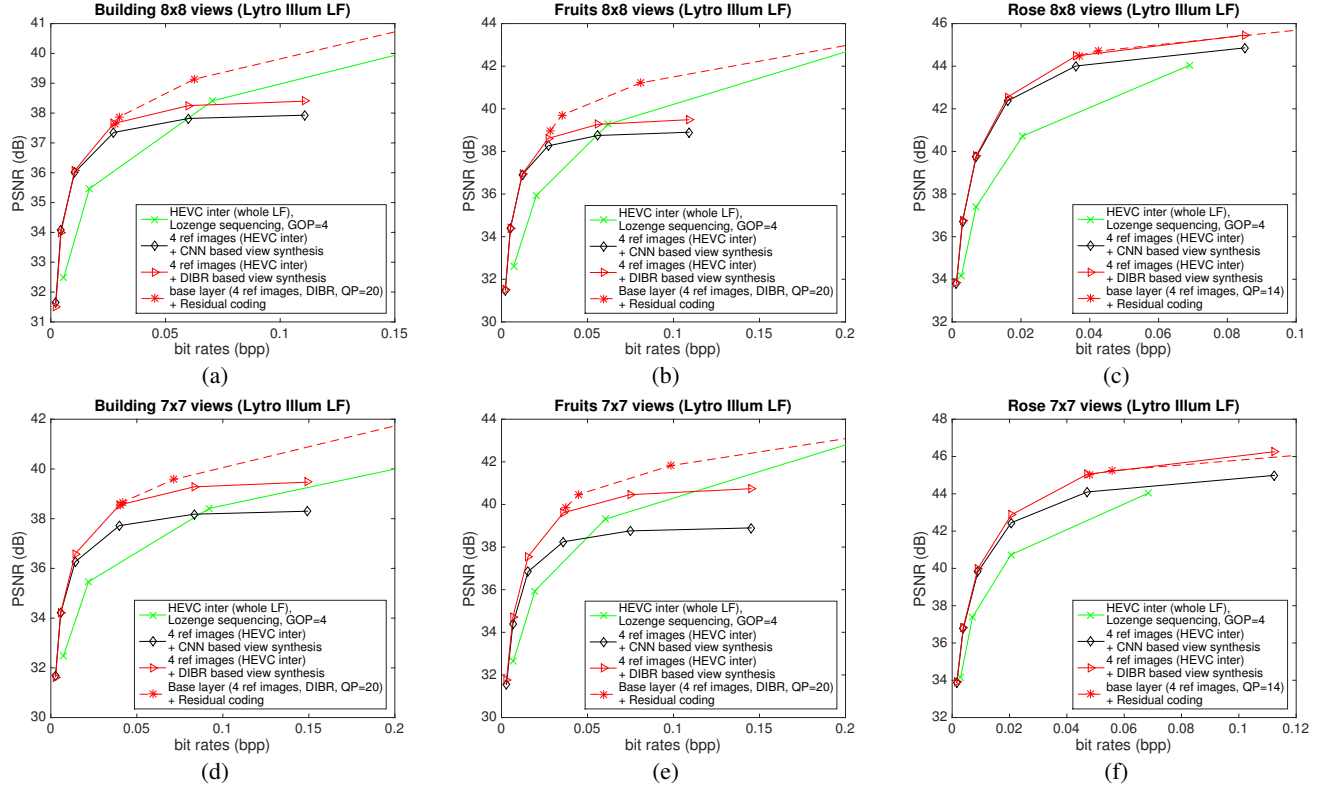 Building 8x8 views (Lytro Illum LF)
41
40
39
38
37
36
35
34
33
32
31
PSNR (dB)
HEVC inter (whole LF),
Lozenge sequencing, GOP=4
4 ref images (HEVC inter)
+ CNN based view synthesis
4 ref images (HEVC inter)
+ DIBR based view synthesis
base layer (4 ref images, DIBR, QP=20)
+ Residual coding
0 0.05 0.1 0.15
bit rates (bpp)
(a)
Fruits 8x8 views (Lytro Illum LF)
44
42
40
38
36
34
32
30
PSNR (dB)
HEVC inter (whole LF),
Lozenge sequencing, GOP=4
4 ref images (HEVC inter)
+ CNN based view synthesis
4 ref images (HEVC inter)
+ DIBR based view synthesis
base layer (4 ref images, DIBR, QP=20)
+ Residual coding
0 0.05 0.1 0.15 0.2
bit rates (bpp)
(b)
Rose 8x8 views (Lytro Illum LF)
46
44
42
40
38
36
34
32
PSNR (dB)
HEVC inter (whole LF),
Lozenge sequencing, GOP=4
4 ref images (HEVC inter)
+ CNN based view synthesis
4 ref images (HEVC inter)
+ DIBR based view synthesis
base layer (4 ref images, QP=14)
+ Residual coding
0 0.02 0.04 0.06 0.08 0.1
bit rates (bpp)
(c)
Building 7x7 views (Lytro Illum LF)
42
40
38
36
34
32
30
PSNR (dB)
HEVC inter (whole LF),
Lozenge sequencing, GOP=4
4 ref images (HEVC inter)
+ CNN based view synthesis
4 ref images (HEVC inter)
+ DIBR based view synthesis
Base layer (4 ref images, DIBR, QP=20)
+ Residual coding
0 0.05 0.1 0.15 0.2
bit rates (bpp)
(d)
Fruits 7x7 views (Lytro Illum LF)
44
42
40
38
36
34
32
30
PSNR (dB)
HEVC inter (whole LF),
Lozenge sequencing, GOP=4
4 ref images (HEVC inter)
+ CNN based view synthesis
4 ref images (HEVC inter)
+ DIBR based view synthesis
Base layer (4 ref images, DIBR, QP=20)
+ Residual coding
0 0.05 0.1 0.15 0.2
bit rates (bpp)
(e)
Rose 7x7 views (Lytro Illum LF)
48
46
44
42
40
38
36
34
32
PSNR (dB)
HEVC inter (whole LF),
Lozenge sequencing, GOP=4
4 ref images (HEVC inter)
+ CNN based view synthesis
4 ref images (HEVC inter)
+ DIBR based view synthesis
base layer (4 ref images, QP=14)
+ Residual coding
0 0.02 0.04 0.06 0.08 0.1 0.12
bit rates (bpp)
(f)